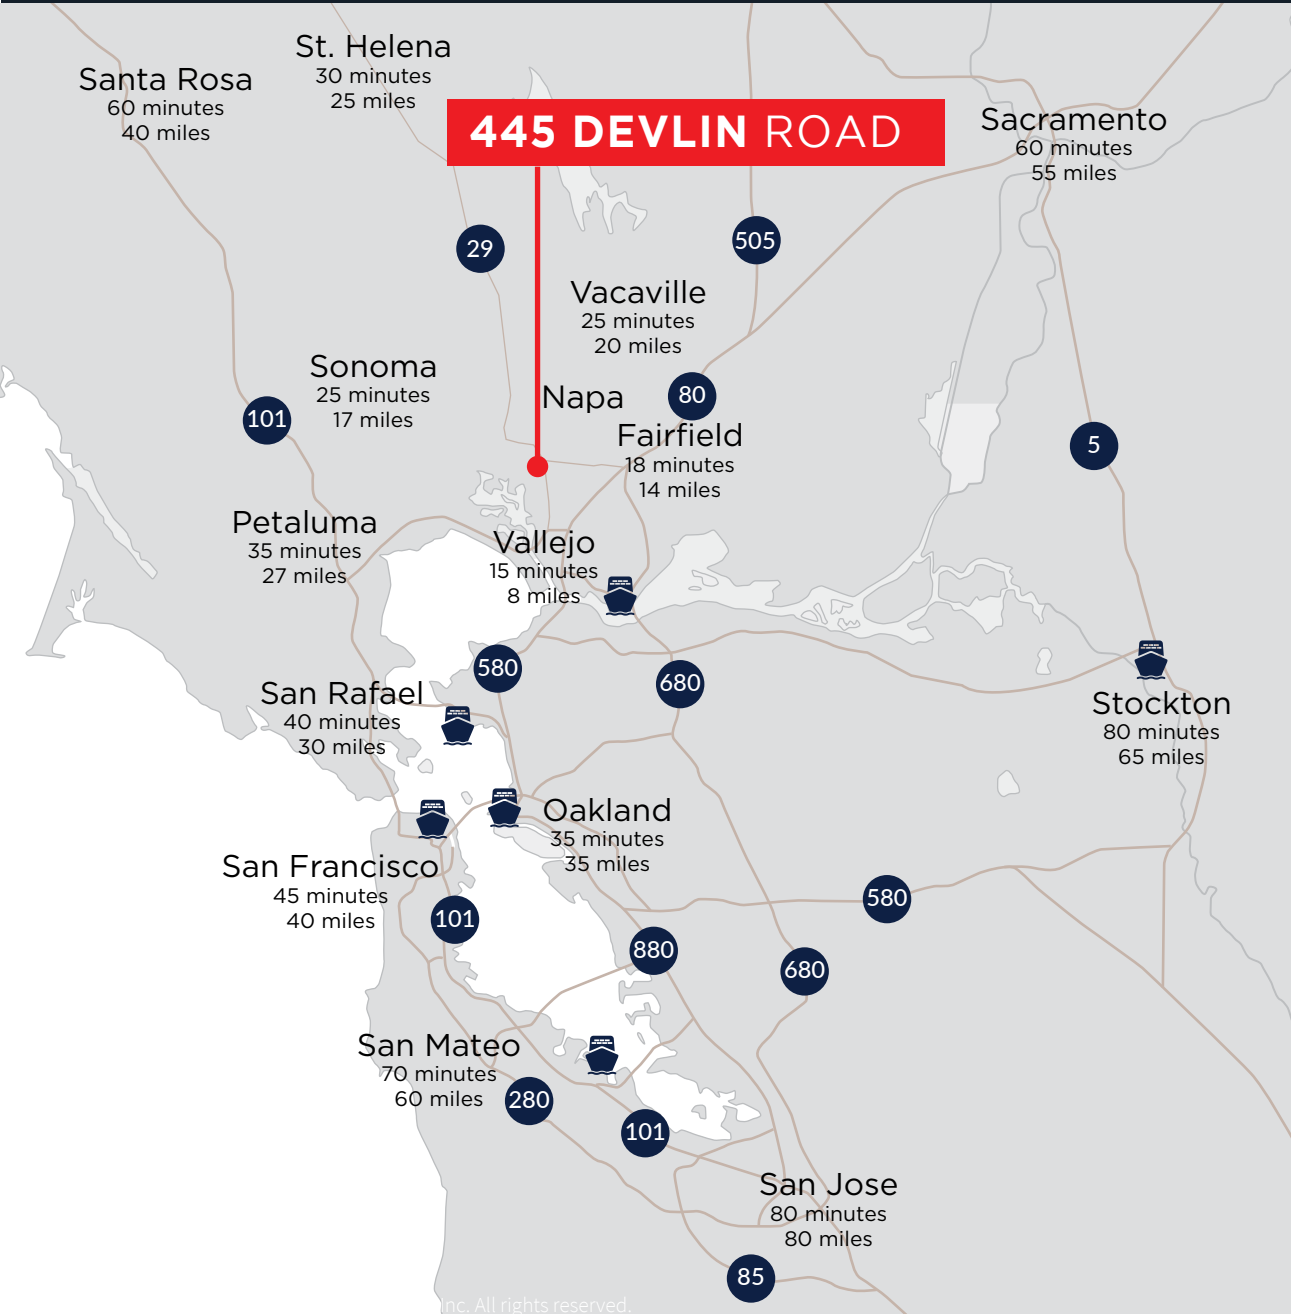 St. Helena
30 minutes
25 miles
Santa Rosa
60 minutes
40 miles
445 DEVLIN ROAD
Sacramento
60 minutes
55 miles
29
505
Vacaville
25 minutes
20 miles
Sonoma
25 minutes
17 miles
Napa
80
101
Fairfield
18 minutes
14 miles
5
Petaluma
35 minutes
27 miles
Vallejo
15 minutes
8 miles
580
680
San Rafael
40 minutes
30 miles
Stockton
80 minutes
65 miles
Oakland
35 minutes
35 miles
San Francisco
45 minutes
40 miles
101
580
880
680
San Mateo
70 minutes
60 miles
280
101
San Jose
80 minutes
80 miles
85
Inc. All rights reserved.